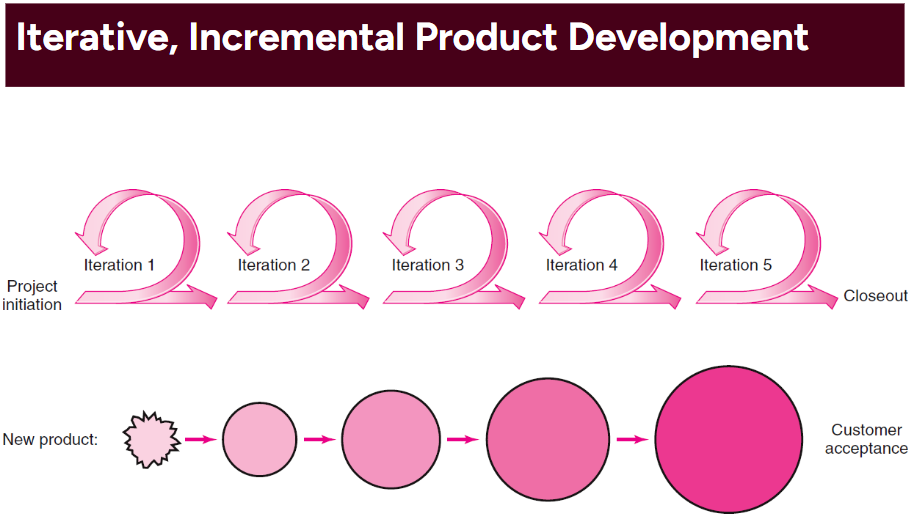 Iterative, Incremental Product Development
Iteration 1
Iteration 2
Iteration 3
Iteration 4
Iteration 5
Project
initiation
Closeout
New product:
Customer
acceptance